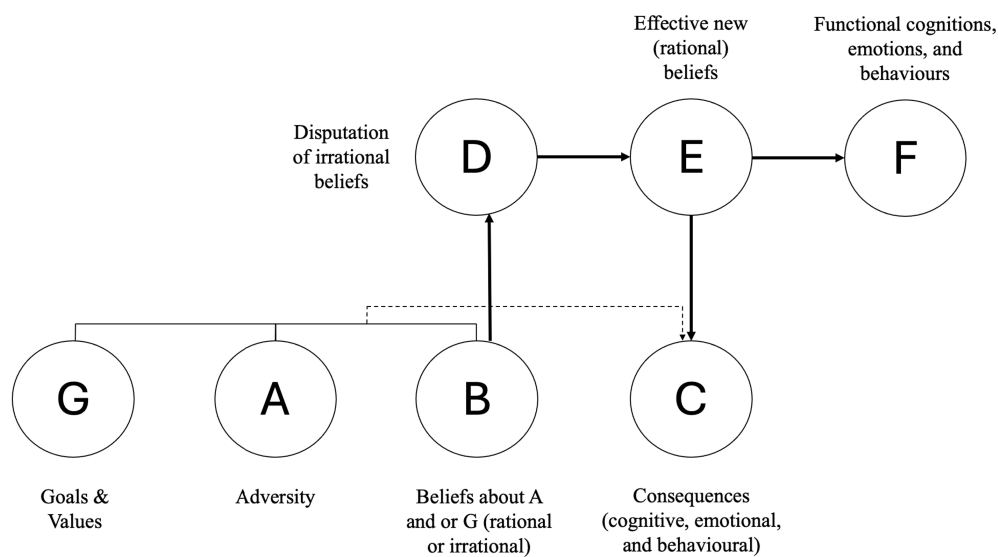 Effective new
(rational)
beliefs
Functional cognitions,
emotions, and
behaviours
Disputation
of irrational
beliefs
D
E
F
G
A
B
C
Goals &
Values
Adversity
Beliefs about A
and or G (rational
or irrational)
Consequences
(cognitive, emotional,
and behavioural)